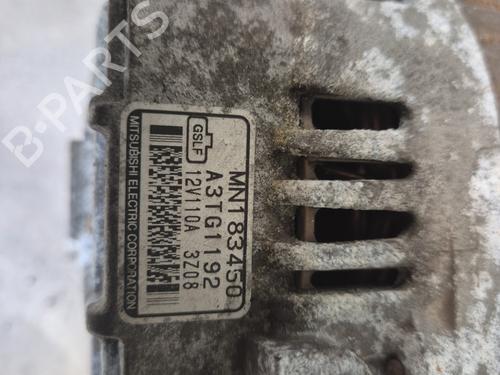 MN183450
A3TG1192
12V110A 3Z08
GSLF
MITSUBISHI ELECTRIC CORPORATION
B-PARTS